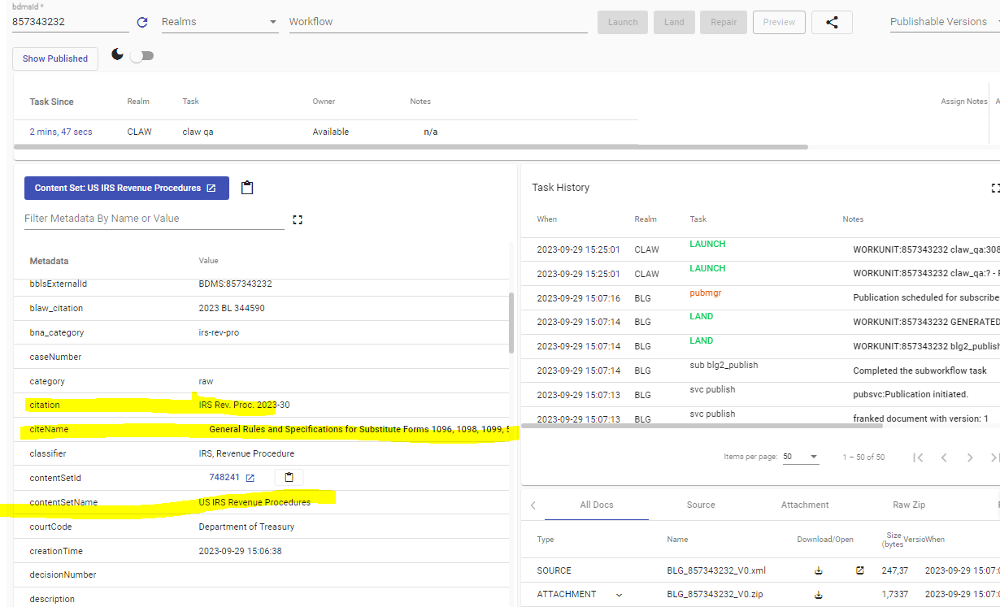 bdmsId *
857343232 Realms Workflow Launch Land Repair Preview Publishable Versions
Show Published
Task Since Realm Task Owner Notes Assign Notes
2 mins, 47 secs CLAW claw qa Available n/a
Content Set: US IRS Revenue Procedures
Filter Metadata By Name or Value
Metadata Value
bblsExternalId BDMS:857343232
blaw_citation 2023 BL 344590
bna_category irs-rev-pro
caseNumber
category raw
citation IRS Rev. Proc. 2023-30
citeName General Rules and Specifications for Substitute Forms 1096, 1098, 1099,
classifier IRS, Revenue Procedure
contentSetId 748241
contentSetName US IRS Revenue Procedures
courtCode Department of Treasury
creationTime 2023-09-29 15:06:38
decisionNumber
description
Task History
When Realm Task Notes
2023-09-29 15:25:01 CLAW LAUNCH WORKUNIT:857343232 claw_qa:308
2023-09-29 15:25:01 CLAW LAUNCH WORKUNIT:857343232 claw_qa:? -
2023-09-29 15:07:16 BLG pubmgr Publication scheduled for subscribe
2023-09-29 15:07:14 BLG LAND WORKUNIT:857343232 GENERATED
2023-09-29 15:07:14 BLG LAND WORKUNIT:857343232 blg2_publish
2023-09-29 15:07:14 BLG sub blg2_publish Completed the subworkflow task
2023-09-29 15:07:13 BLG svc publish pubsvc:Publication initiated.
2023-09-29 15:07:13 BLG svc publish franked document with version: 1
Items per page: 50 1 – 50 of 50
All Docs Source Attachment Raw Zip
Type Name Download/Open Size (bytes Versio When
SOURCE BLG_857343232_V0.xml 247,37 2023-09-29 15:07:
ATTACHMENT BLG_857343232_V0.zip 1,7337 2023-09-29 15:07: